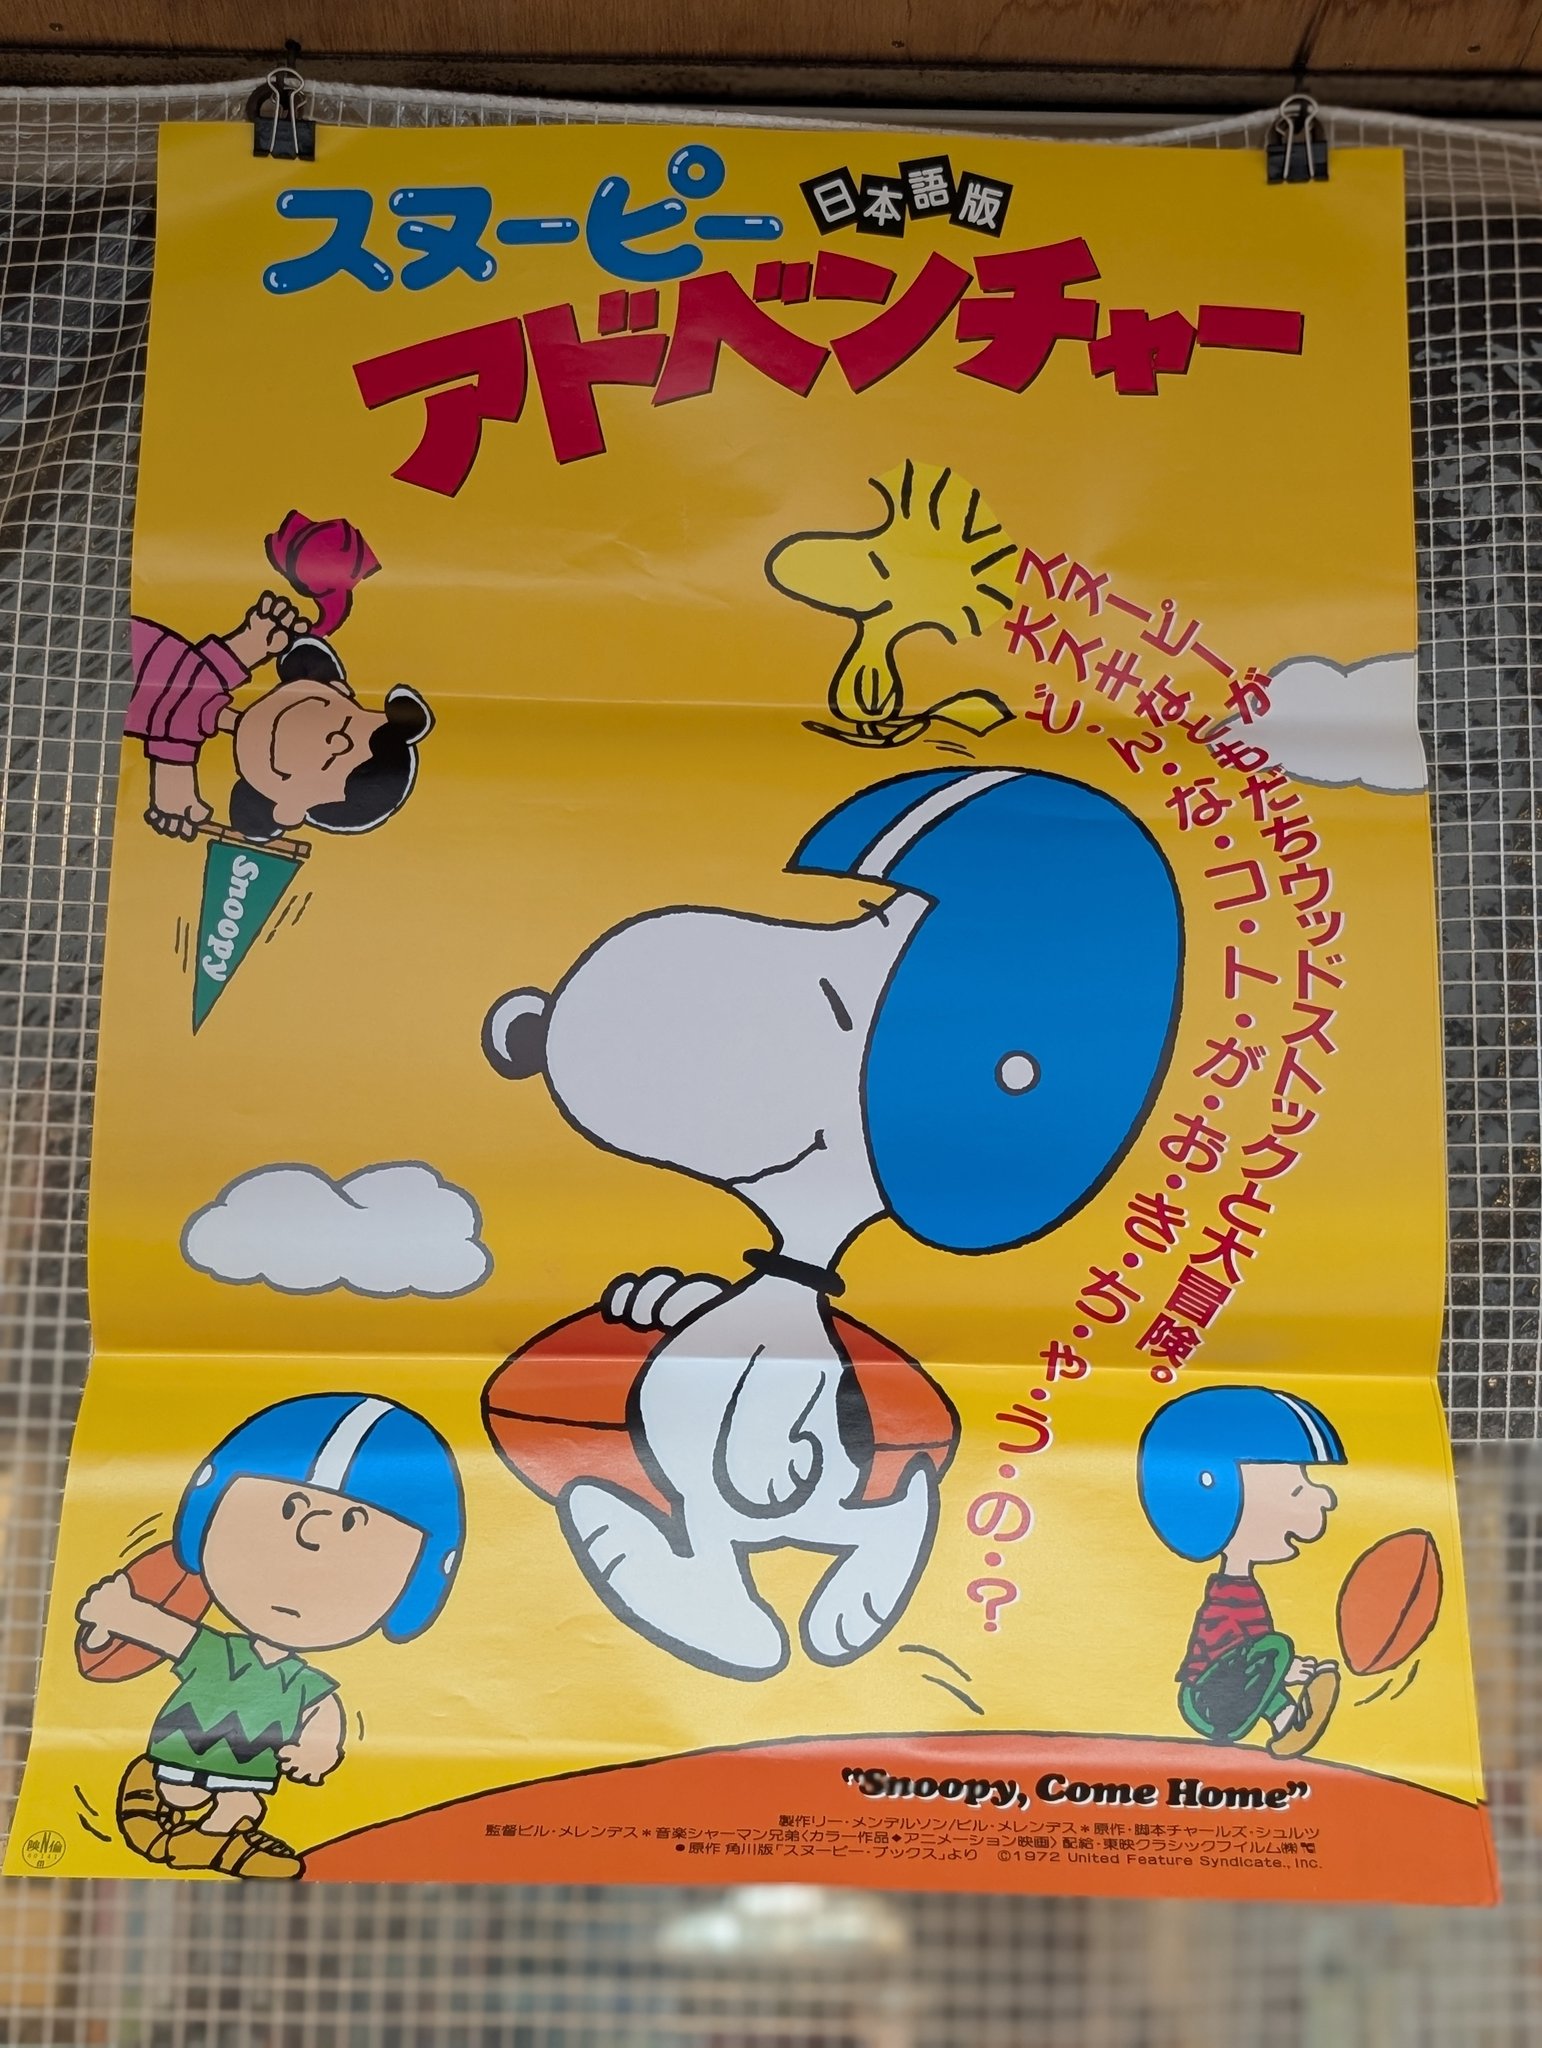 スヌーピー
日本語版
アドベンチャー
スヌーピーが
大スキなともだちウッドストックと大冒険。
ど・ん・な・コ・ト・が・お・き・ち・ゃ・う・の・?
Snoopy
"Snoopy, Come Home"
製作リー・メンデルソン/ビル・メレンデス＊原作・脚本チャールズ・シュルツ
監督ビル・メレンデス＊音楽シャーマン兄弟〈カラー作品◆アニメーション映画〉配給・東映クラシックフイルム㈱
●原作 角川版「スヌーピー・ブックス」より ©1972 United Feature Syndicate., Inc.
映倫